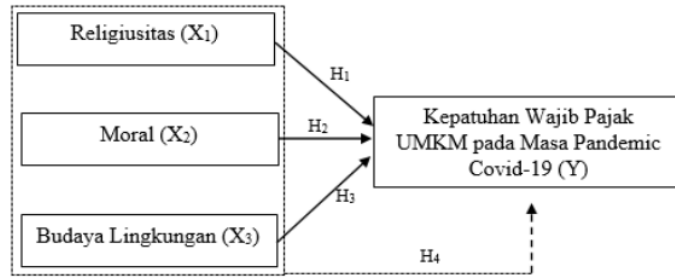 Religiusitas (X1)
H1
Moral (X2)
H2
Kepatuhan Wajib Pajak
UMKM pada Masa Pandemic
Covid-19 (Y)
H3
Budaya Lingkungan (X3)
H4